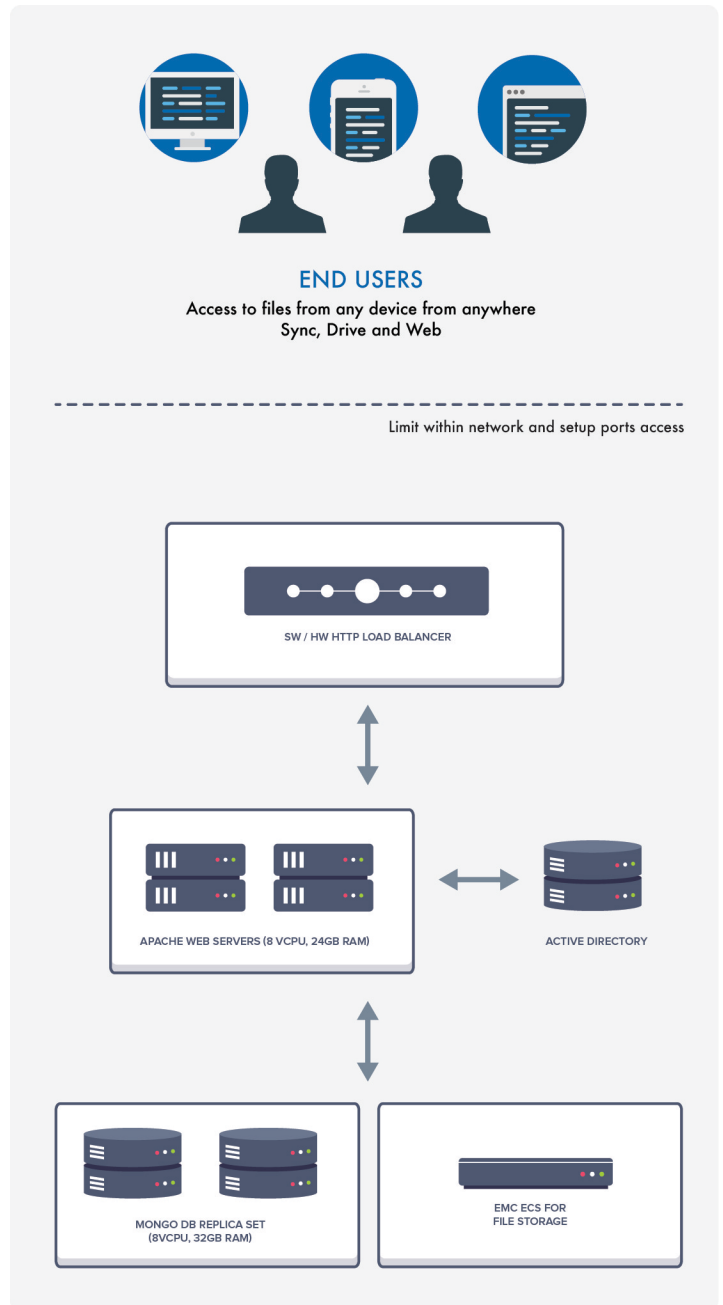 END USERS
Access to files from any device from anywhere
Sync, Drive and Web
Limit within network and setup ports access
SW / HW HTTP LOAD BALANCER
APACHE WEB SERVERS (8 VCPU, 24GB RAM)
ACTIVE DIRECTORY
MONGO DB REPLICA SET
(8VCPU, 32GB RAM)
EMC ECS FOR
FILE STORAGE